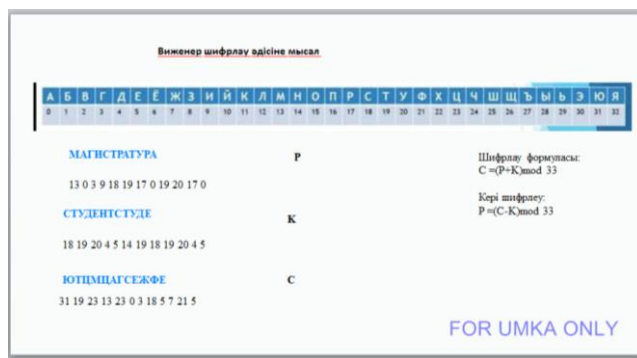 Виженер шифрлау әдісіне мысал
А Б В Г Д Е Ё Ж З И Й К Л М Н О П Р С Т У Ф Х Ц Ч Ш Щ Ъ Ы Ь Э Ю Я
0 1 2 3 4 5 6 7 8 9 10 11 12 13 14 15 16 17 18 19 20 21 22 23 24 25 26 27 28 29 30 31 32
МАГИСТРАТУРА P
13 0 3 9 18 19 17 0 19 20 17 0
СТУДЕНТСТУДЕ K
18 19 20 4 5 14 19 18 19 20 4 5
ЮТЦМЦАГСЕЖФЕ C
31 19 23 13 23 0 3 18 5 7 21 5
Шифрлау формуласы:
C =(P+K)mod 33
Кері шифрлеу:
P =(C-K)mod 33
FOR UMKA ONLY